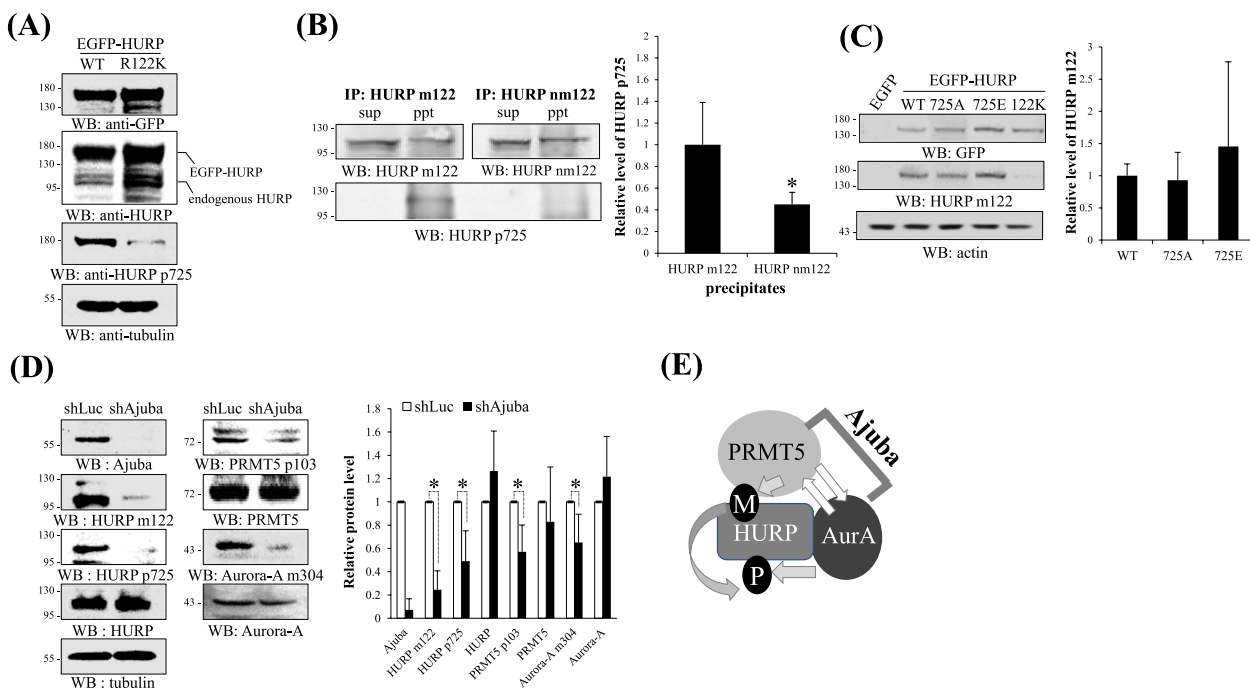 (A)
EGFP-HURP
WT R122K
180
130
WB: anti-GFP
180
130
95
EGFP-HURP
endogenous HURP
WB: anti-HURP
180
WB: anti-HURP p725
55
WB: anti-tubulin
(B)
IP: HURP m122 IP: HURP nm122
sup ppt sup ppt
130
95
WB: HURP m122 WB: HURP nm122
130
95
WB: HURP p725
Relative level of HURP p725
2
1.8
1.6
1.4
1.2
1
0.8
0.6
0.4
0.2
0
*
HURP m122 HURP nm122
precipitates
(C)
EGFP
EGFP-HURP
WT 725A 725E 122K
180
130
WB: GFP
180
130
WB: HURP m122
43
WB: actin
Relative level of HURP m122
3
2.5
2
1.5
1
0.5
0
WT 725A 725E
(D)
shLuc shAjuba
55
WB : Ajuba
130
95
WB : HURP m122
130
95
WB : HURP p725
130
95
WB : HURP
55
WB : tubulin
shLuc shAjuba
72
WB: PRMT5 p103
72
WB: PRMT5
43
WB: Aurora-A m304
43
WB: Aurora-A
shLuc shAjuba
Relative protein level
1.8
1.6
1.4
1.2
1
0.8
0.6
0.4
0.2
0
* * * *
Ajuba
HURP m122
HURP p725
HURP
PRMT5 p103
PRMT5
Aurora-A m304
Aurora-A
(E)
Ajuba
PRMT5
M
HURP
AurA
P